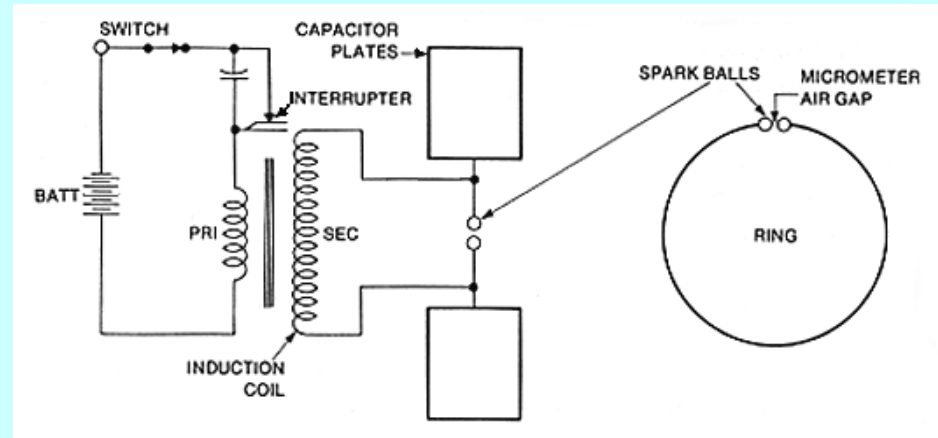 SWITCH
CAPACITOR
PLATES
SPARK BALLS
MICROMETER
AIR GAP
INTERRUPTER
BATT
PRI
SEC
RING
INDUCTION
COIL